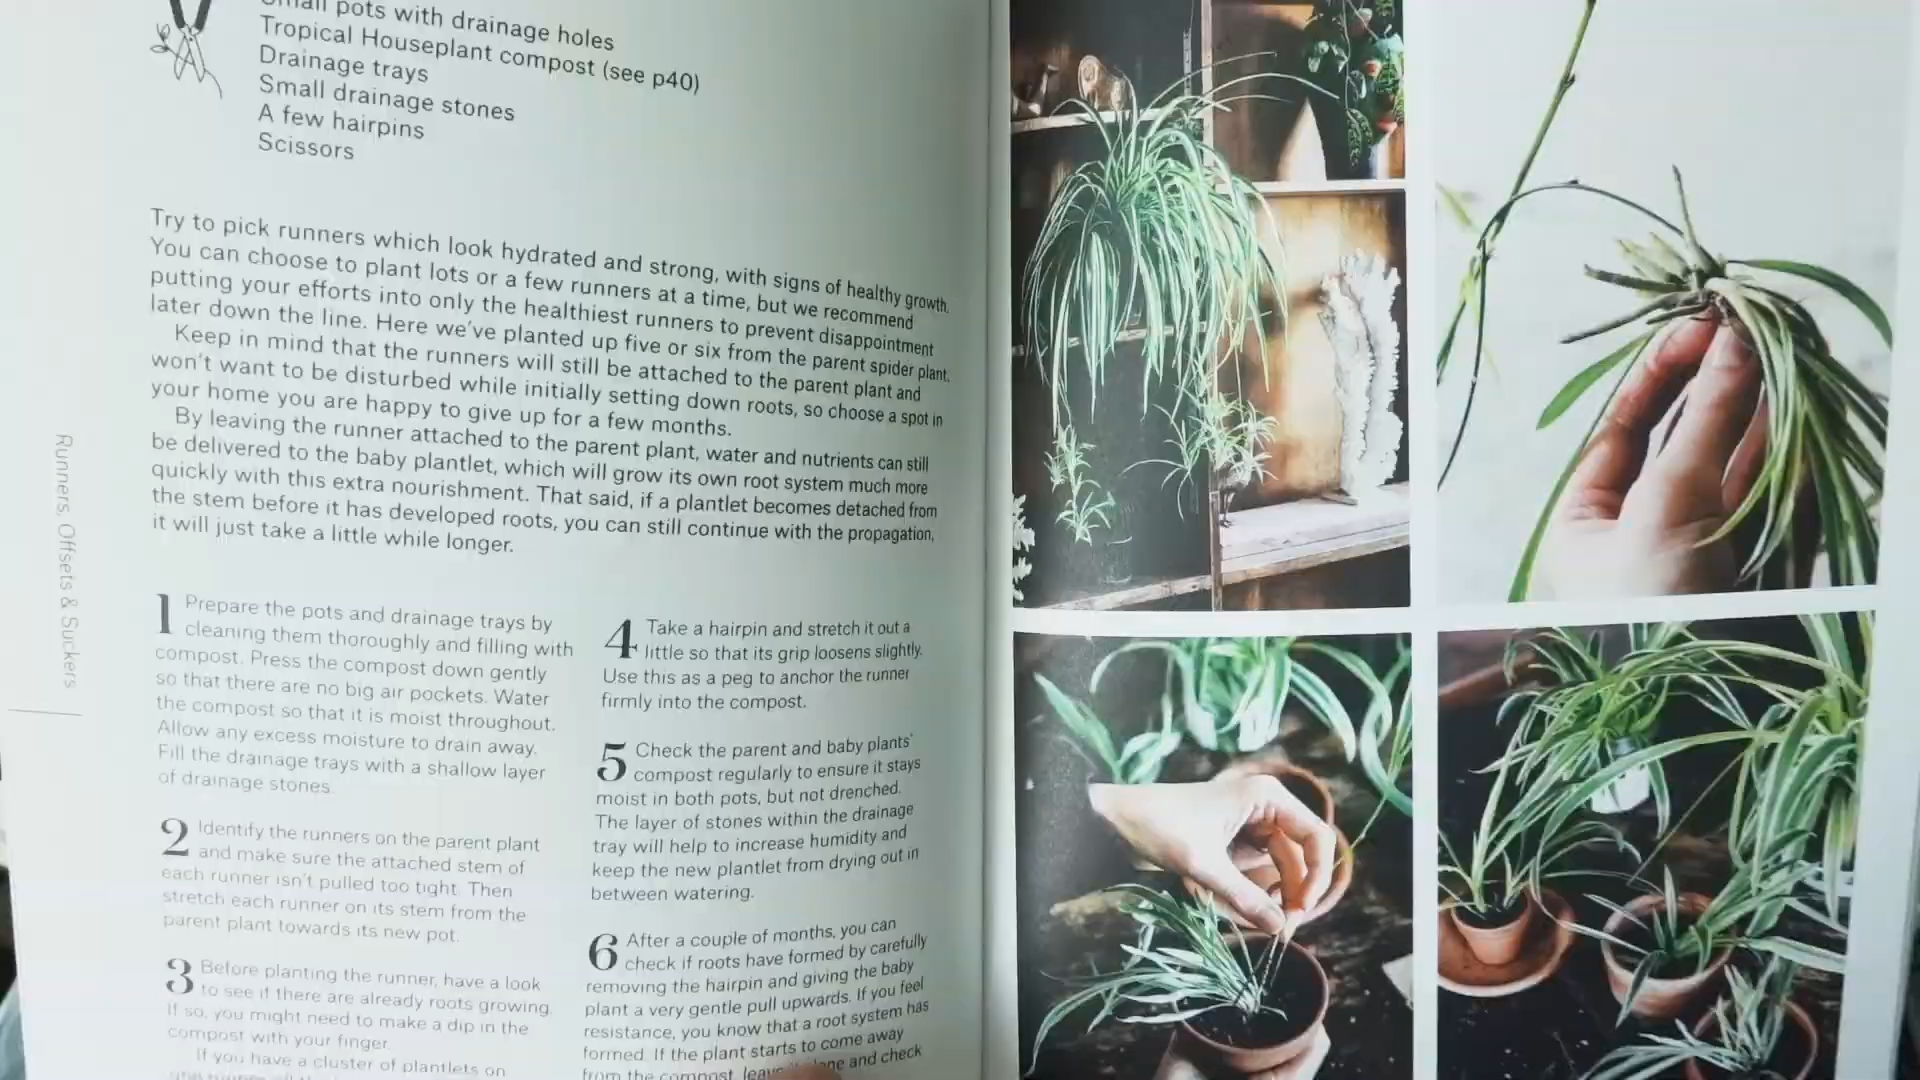 Small pots with drainage holes
Tropical Houseplant compost (see p40)
Drainage trays
Small drainage stones
A few hairpins
Scissors
Try to pick runners which look hydrated and strong, with signs of healthy growth.
You can choose to plant lots or a few runners at a time, but we recommend
putting your efforts into only the healthiest runners to prevent disappointment
later down the line. Here we've planted up five or six from the parent spider plant.
Keep in mind that the runners will still be attached to the parent plant and
won't want to be disturbed while initially setting down roots, so choose a spot in
your home you are happy to give up for a few months.
By leaving the runner attached to the parent plant, water and nutrients can still
be delivered to the baby plantlet, which will grow its own root system much more
quickly with this extra nourishment. That said, if a plantlet becomes detached from
the stem before it has developed roots, you can still continue with the propagation,
it will just take a little while longer.
Runners, Offsets & Suckers
1 Prepare the pots and drainage trays by
cleaning them thoroughly and filling with
compost. Press the compost down gently
so that there are no big air pockets. Water
the compost so that it is moist throughout.
Allow any excess moisture to drain away.
Fill the drainage trays with a shallow layer
of drainage stones.
2 Identify the runners on the parent plant
and make sure the attached stem of
each runner isn't pulled too tight. Then
stretch each runner on its stem from the
parent plant towards its new pot.
3 Before planting the runner, have a look
to see if there are already roots growing.
If so, you might need to make a dip in the
compost with your finger.
If you have a cluster of plantlets on
4 Take a hairpin and stretch it out a
little so that its grip loosens slightly.
Use this as a peg to anchor the runner
firmly into the compost.
5 Check the parent and baby plants'
compost regularly to ensure it stays
moist in both pots, but not drenched.
The layer of stones within the drainage
tray will help to increase humidity and
keep the new plantlet from drying out in
between watering.
6 After a couple of months, you can
check if roots have formed by carefully
removing the hairpin and giving the baby
plant a very gentle pull upwards. If you feel
resistance, you know that a root system has
formed. If the plant starts to come away
from the compost, leave and check